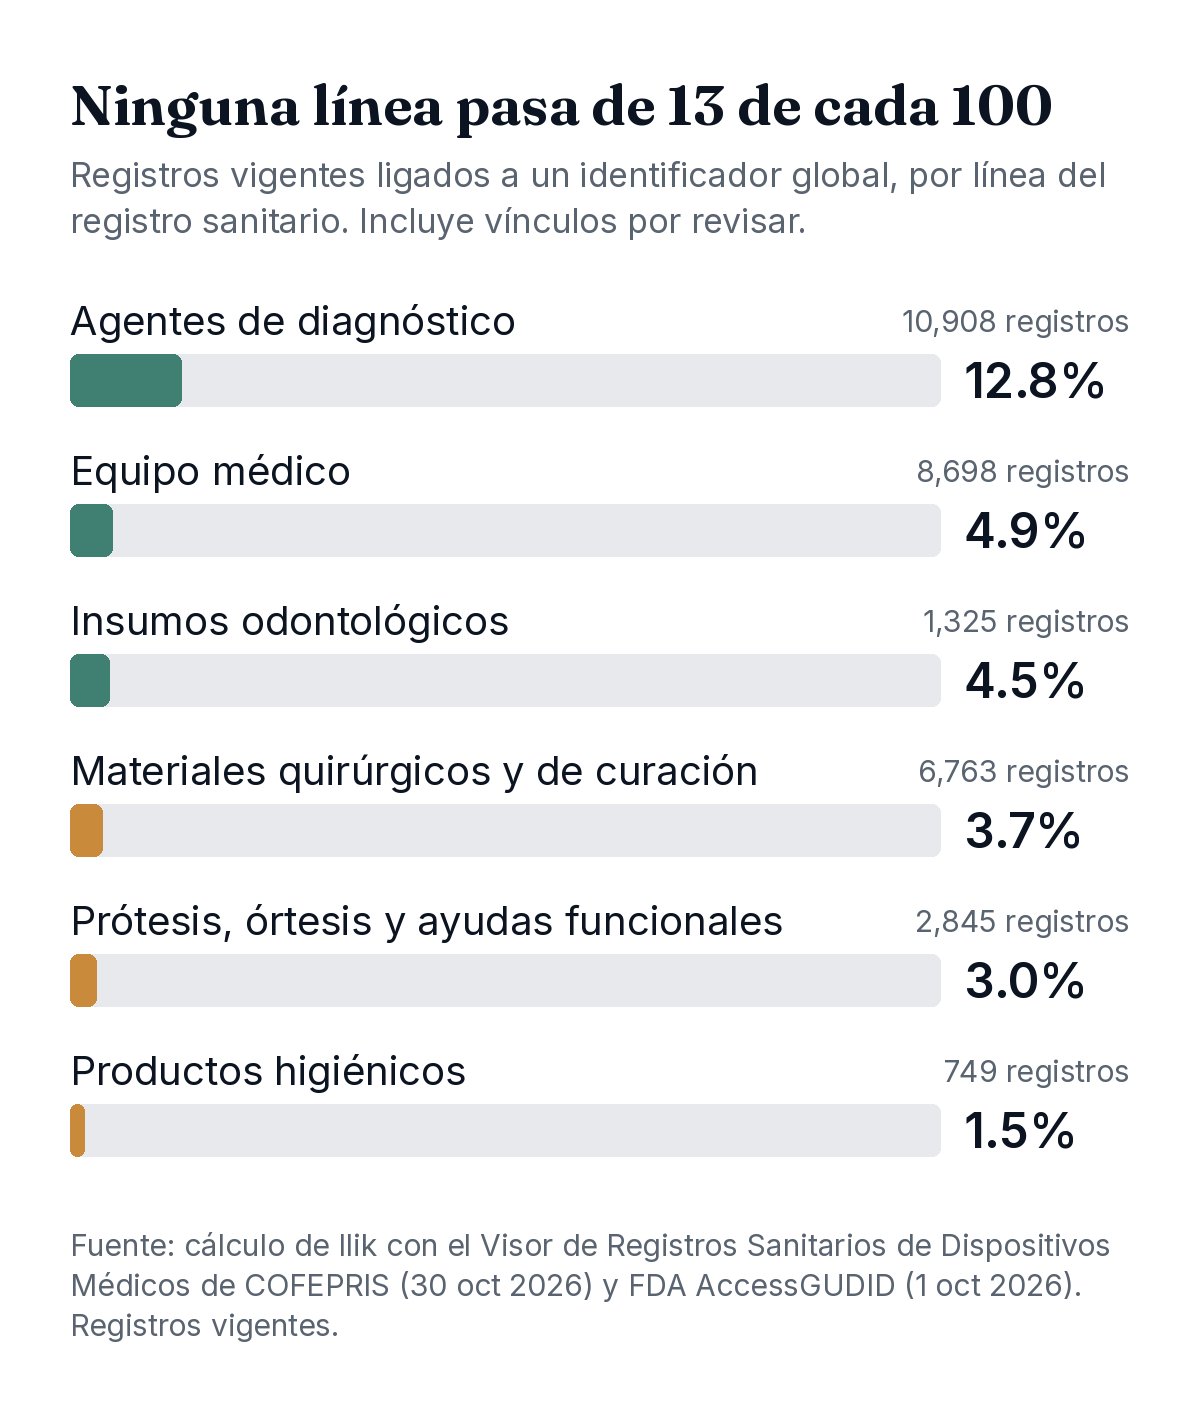 Ninguna línea pasa de 13 de cada 100
Registros vigentes ligados a un identificador global, por línea del
registro sanitario. Incluye vínculos por revisar.
Agentes de diagnóstico
10,908 registros
12.8%
Equipo médico
8,698 registros
4.9%
Insumos odontológicos
1,325 registros
4.5%
Materiales quirúrgicos y de curación
6,763 registros
3.7%
Prótesis, órtesis y ayudas funcionales
2,845 registros
3.0%
Productos higiénicos
749 registros
1.5%
Fuente: cálculo de Ilik con el Visor de Registros Sanitarios de Dispositivos
Médicos de COFEPRIS (30 oct 2026) y FDA AccessGUDID (1 oct 2026).
Registros vigentes.